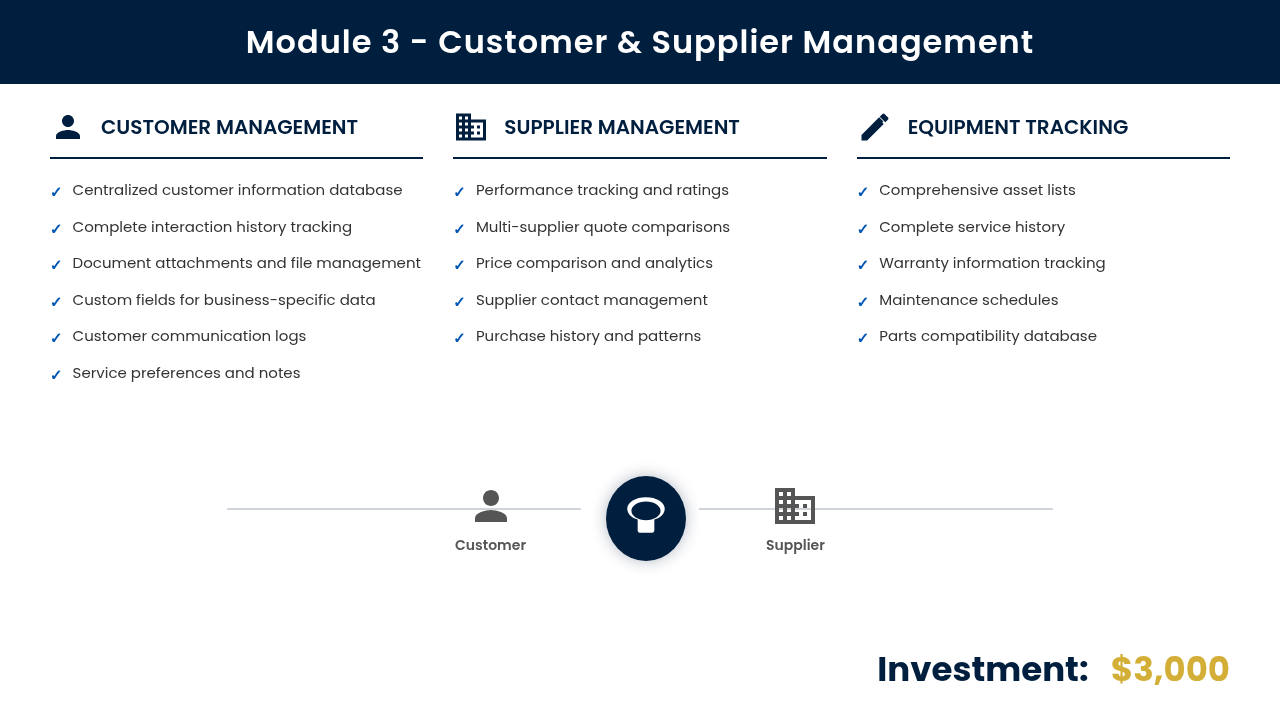 Module 3 - Customer & Supplier Management
CUSTOMER MANAGEMENT
✓ Centralized customer information database
✓ Complete interaction history tracking
✓ Document attachments and file management
✓ Custom fields for business-specific data
✓ Customer communication logs
✓ Service preferences and notes
SUPPLIER MANAGEMENT
✓ Performance tracking and ratings
✓ Multi-supplier quote comparisons
✓ Price comparison and analytics
✓ Supplier contact management
✓ Purchase history and patterns
EQUIPMENT TRACKING
✓ Comprehensive asset lists
✓ Complete service history
✓ Warranty information tracking
✓ Maintenance schedules
✓ Parts compatibility database
Customer
Supplier
Investment: $3,000